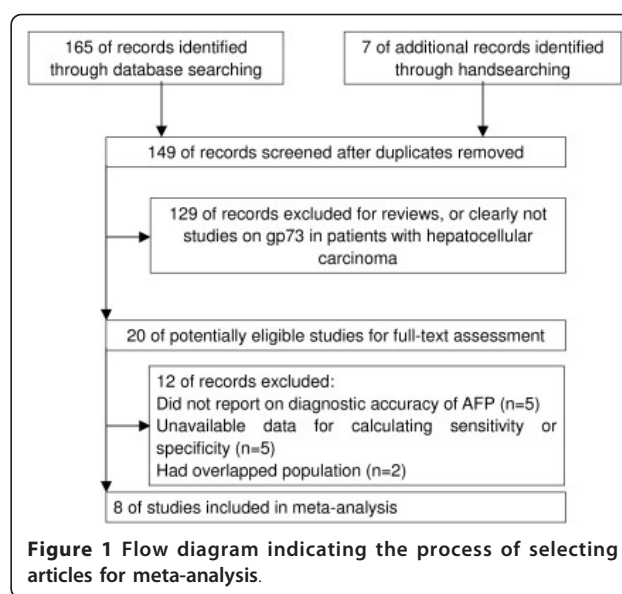 165 of records identified
through database searching
7 of additional records identified
through handsearching
149 of records screened after duplicates removed
129 of records excluded for reviews, or clearly not
studies on gp73 in patients with hepatocellular
carcinoma
20 of potentially eligible studies for full-text assessment
12 of records excluded:
Did not report on diagnostic accuracy of AFP (n=5)
Unavailable data for calculating sensitivity or
specificity (n=5)
Had overlapped population (n=2)
8 of studies included in meta-analysis
Figure 1 Flow diagram indicating the process of selecting
articles for meta-analysis.